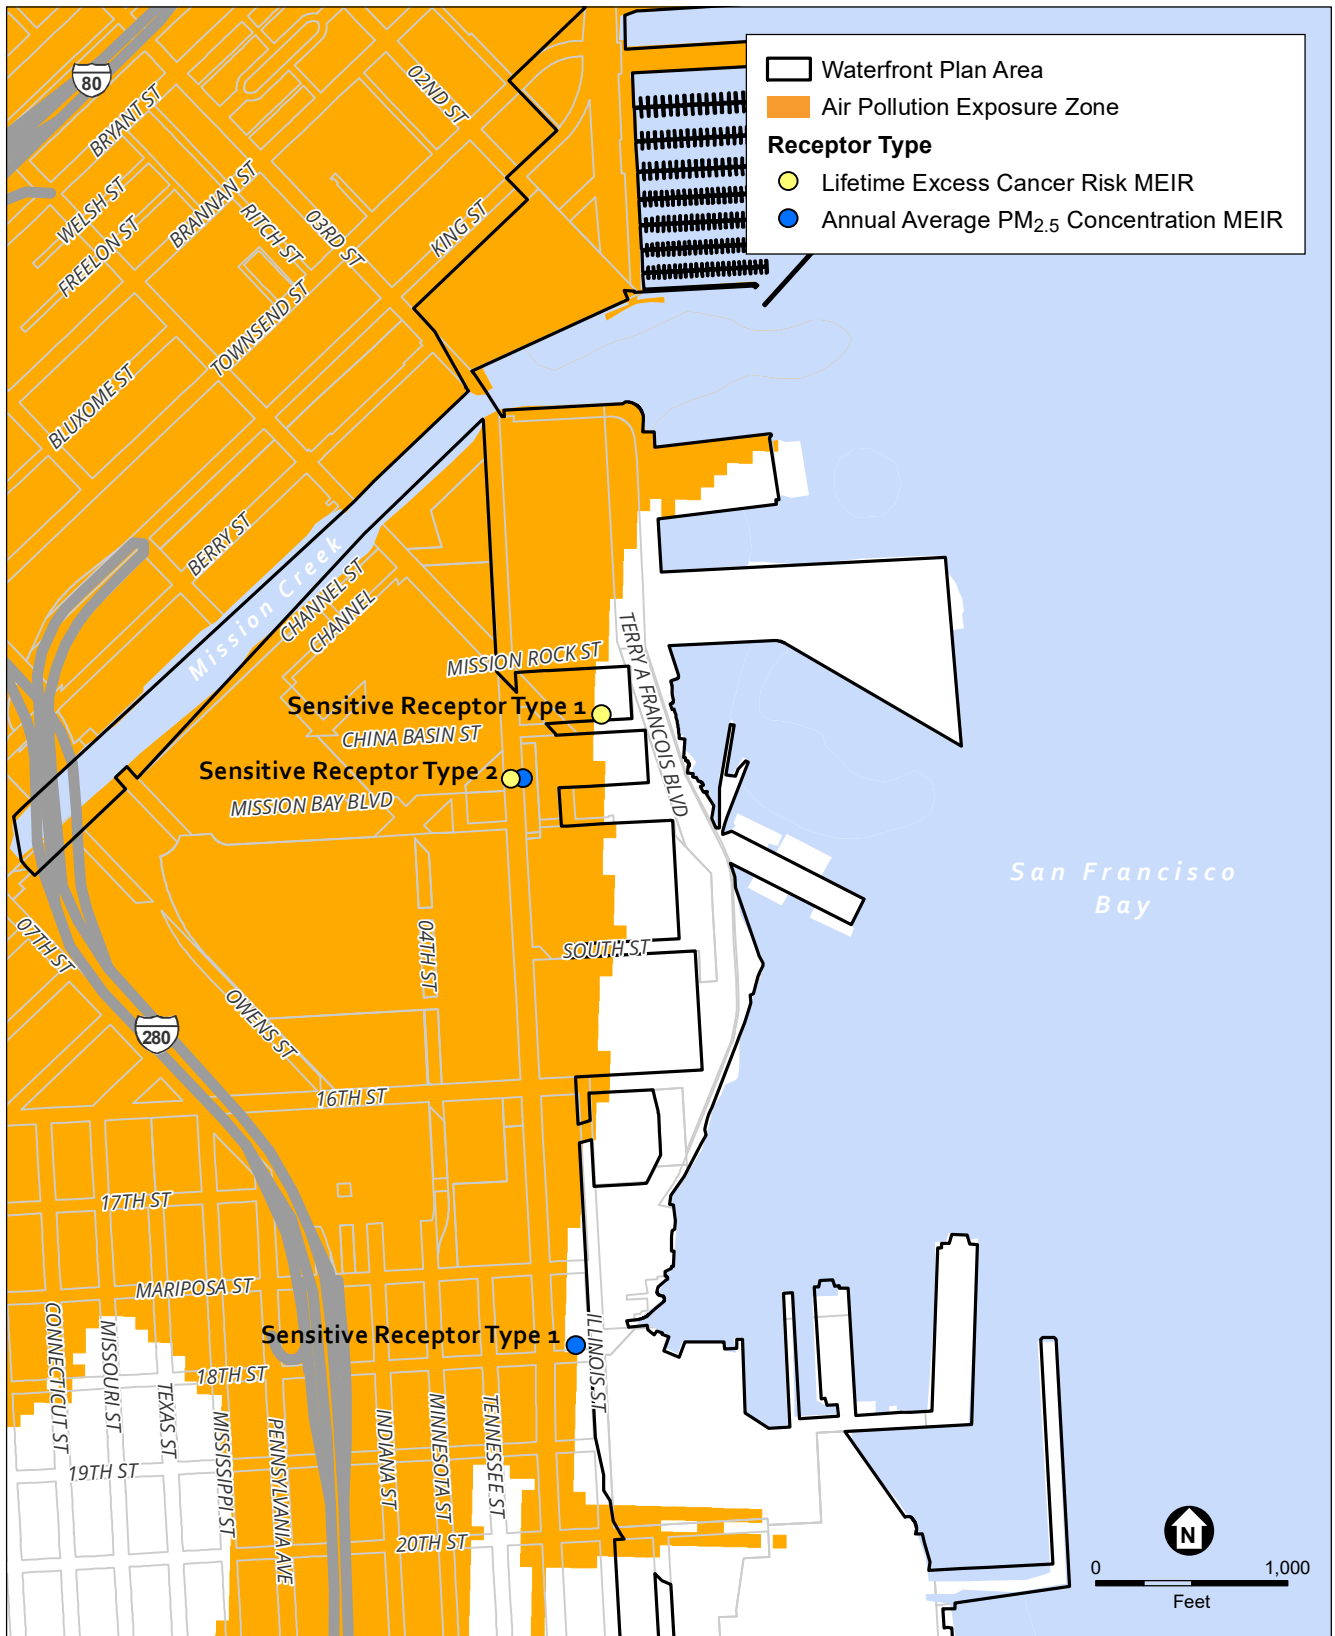 80
BRYANT ST
02ND ST
Waterfront Plan Area
Air Pollution Exposure Zone
Receptor Type
Lifetime Excess Cancer Risk MEIR
Annual Average PM2.5 Concentration MEIR
WELSH ST
FREELON ST
BRANNAN ST
RITCH ST
03RD ST
KING ST
TOWNSEND ST
BLUXOME ST
BERRY ST
Mission Creek
CHANNEL ST
CHANNEL
MISSION ROCK ST
TERRY A FRANCOIS BLVD
Sensitive Receptor Type 1
CHINA BASIN ST
Sensitive Receptor Type 2
MISSION BAY BLVD
San Francisco
Bay
07TH ST
04TH ST
SOUTH ST
OWENS ST
280
16TH ST
17TH ST
MARIPOSA ST
Sensitive Receptor Type 1
ILLINOIS ST
CONNECTICUT ST
MISSOURI ST
TEXAS ST
18TH ST
MISSISSIPPI ST
PENNSYLVANIA AVE
INDIANA ST
MINNESOTA ST
TENNESSEE ST
19TH ST
20TH ST
N
0 1,000
Feet